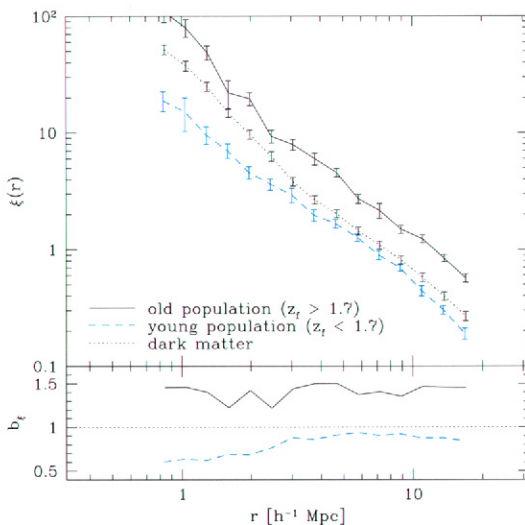 10²
10
ξ(r)
1
old population (z_f > 1.7)
young population (z_f < 1.7)
dark matter
0.1
1.5
b_ξ
1
0.5
1
10
r [h⁻¹ Mpc]